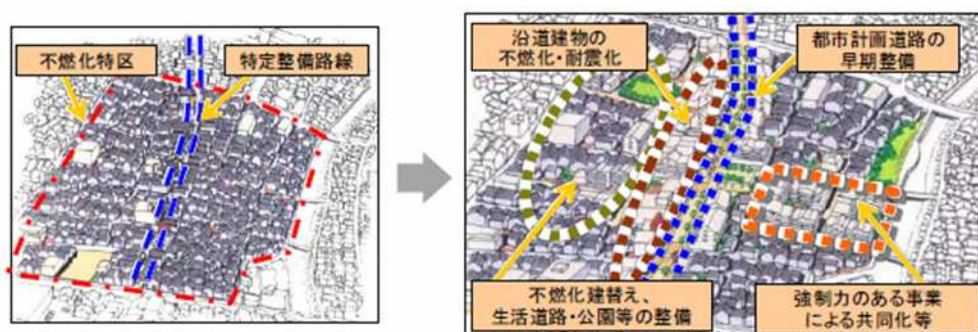 不燃化特区
特定整備路線
沿道建物の
不燃化・耐震化
都市計画道路の
早期整備
不燃化建替え、
生活道路・公園等の整備
強制力のある事業
による共同化等